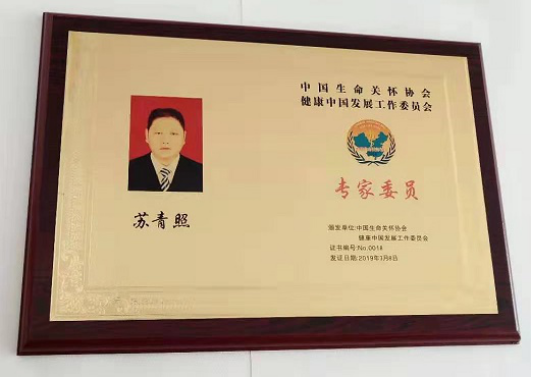 中国生命关怀协会
健康中国发展工作委员会
专家委员
苏青照
颁发单位:中国生命关怀协会
健康中国发展工作委员会
证书编号:No.0014
发证日期:2019年3月8日